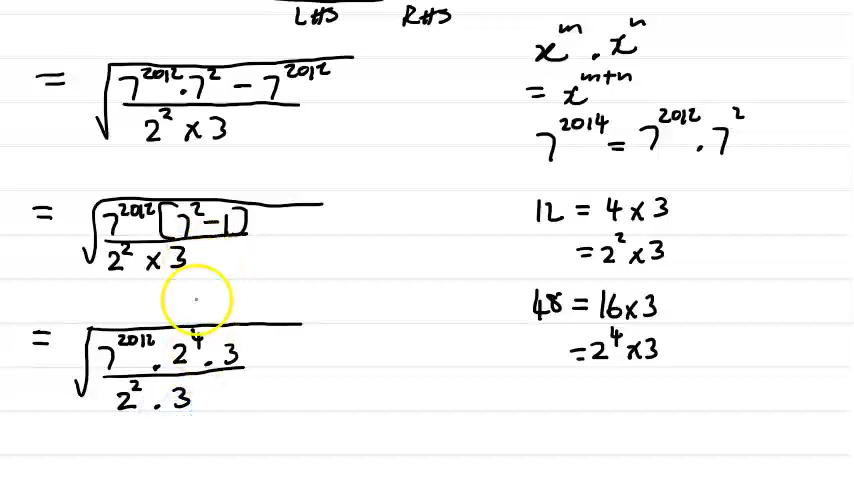 LHS RHS
= √((7^2012 . 7^2 − 7^2012) / (2^2 × 3))
= √((7^2012 [7^2 − 1]) / (2^2 × 3))
= √((7^2012 . 2^4 . 3) / (2^2 . 3))
x^m . x^n
= x^(m+n)
7^2014 = 7^2012 . 7^2
12 = 4 × 3
= 2^2 × 3
48 = 16 × 3
= 2^4 × 3